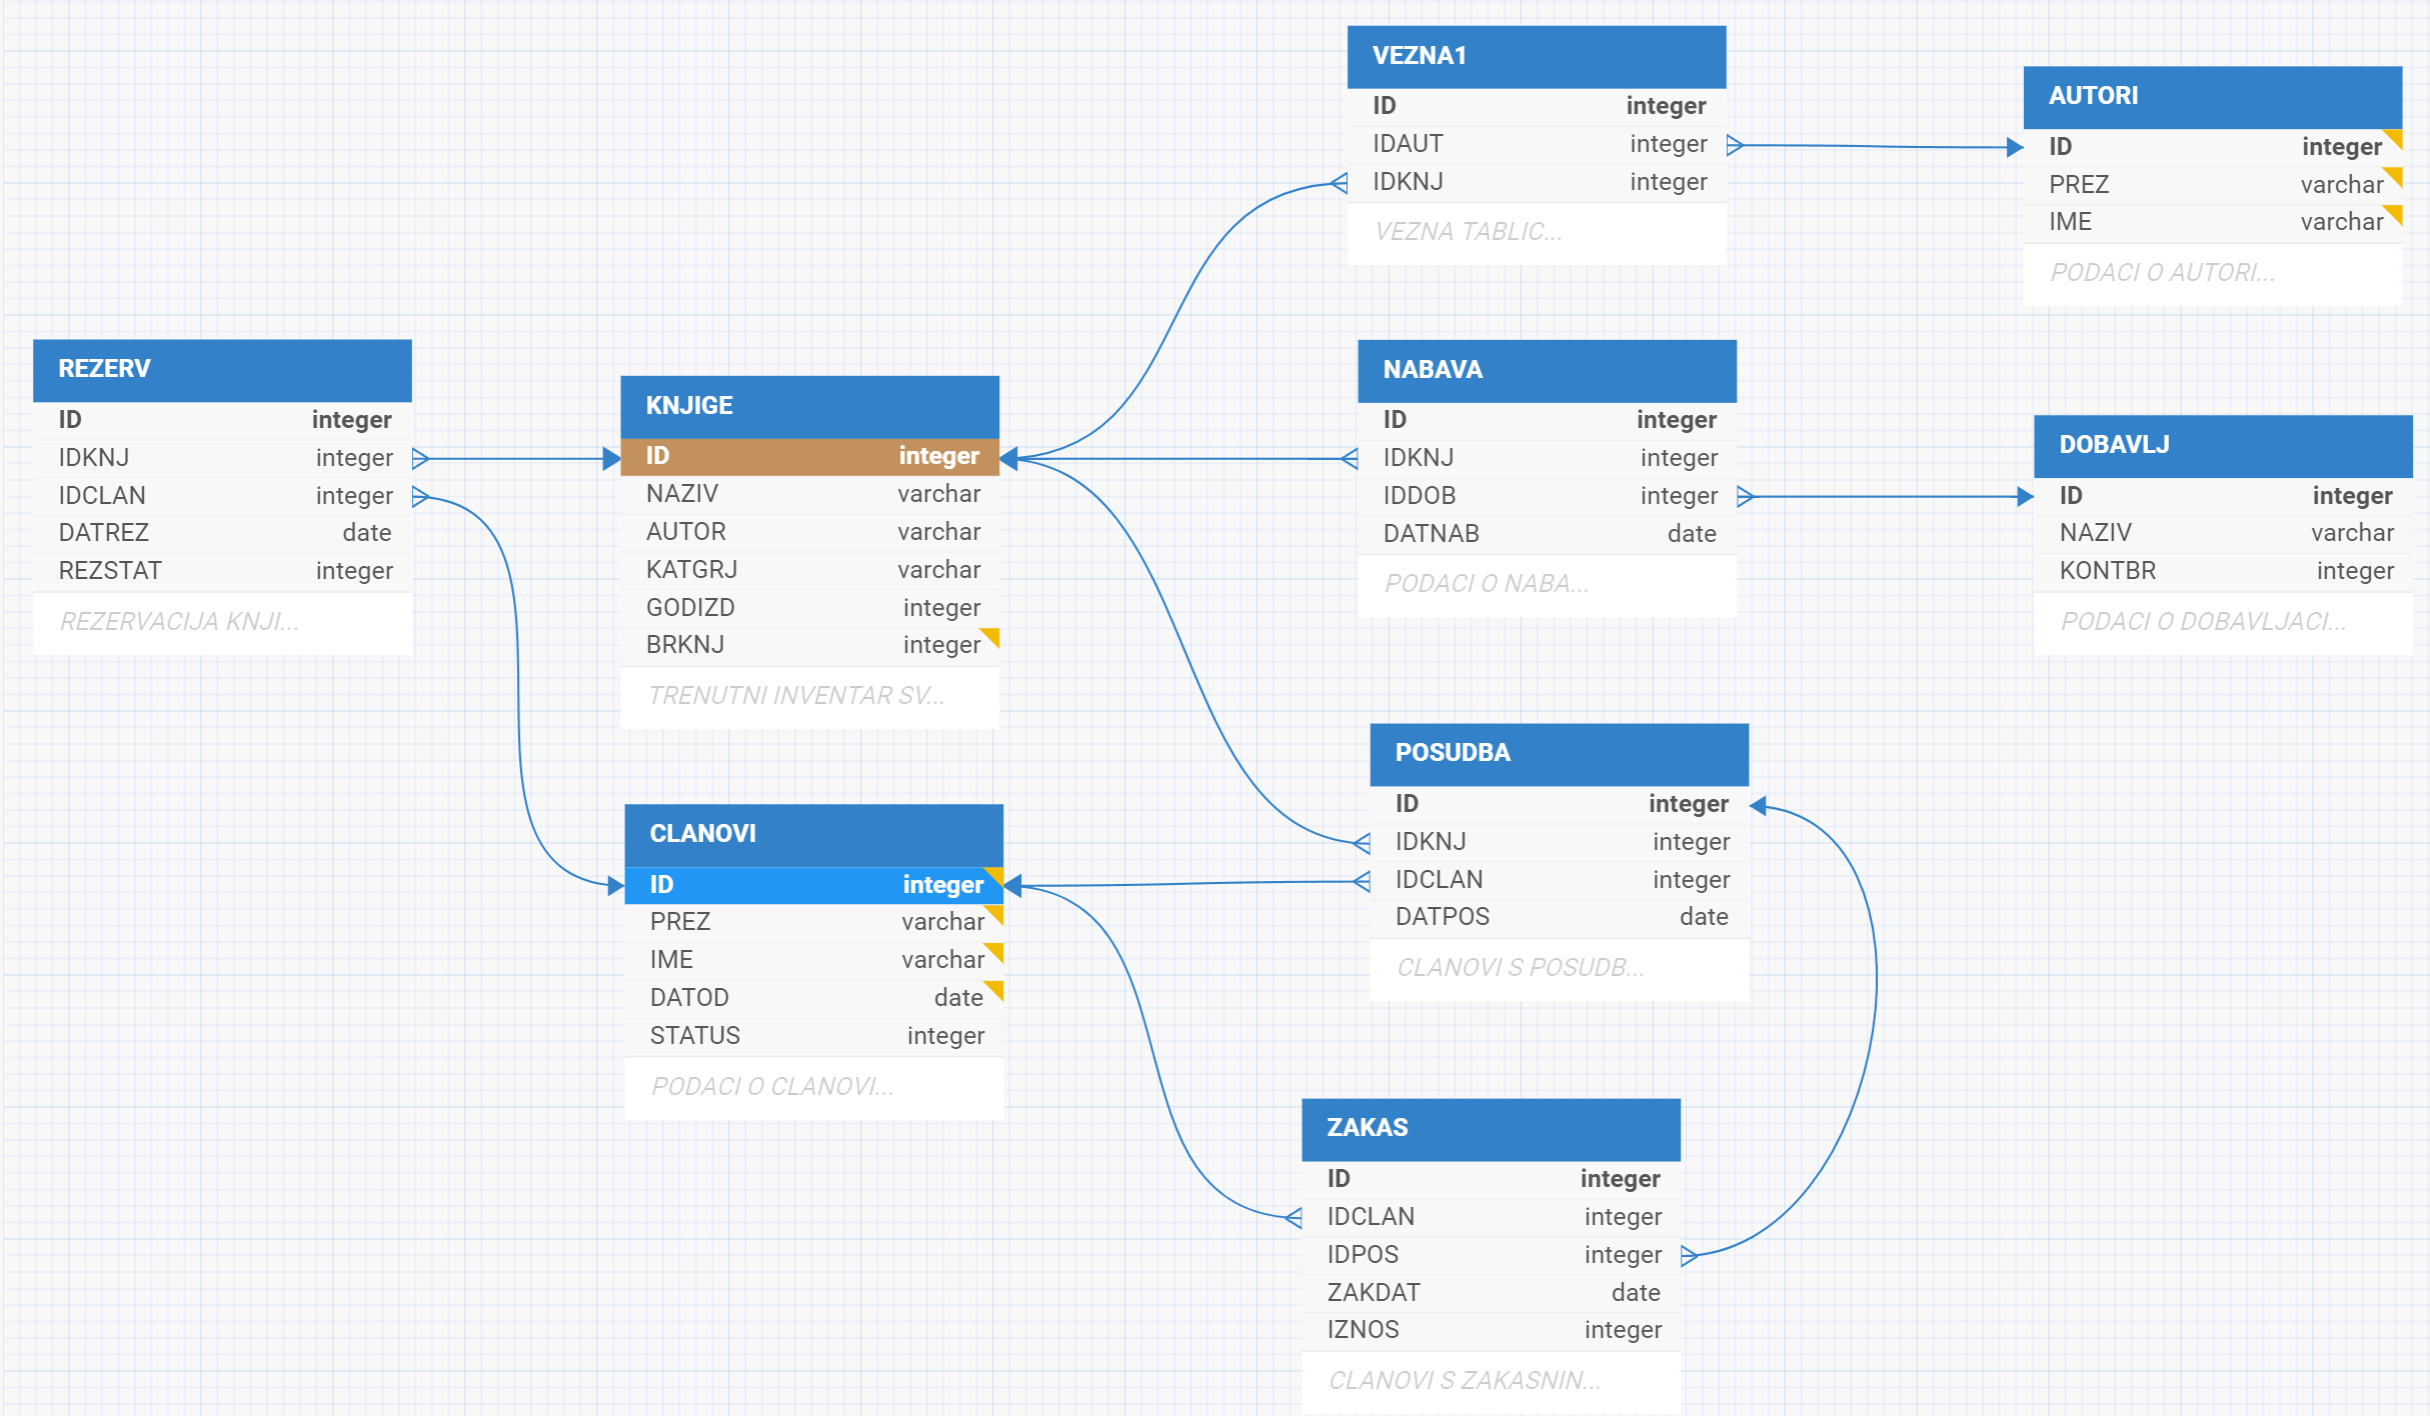 VEZNA1
ID integer
IDAUT integer
IDKNJ integer
VEZNA TABLIC...
AUTORI
ID integer
PREZ varchar
IME varchar
PODACI O AUTORI...
REZERV
ID integer
IDKNJ integer
IDCLAN integer
DATREZ date
REZSTAT integer
REZERVACIJA KNJI...
KNJIGE
ID integer
NAZIV varchar
AUTOR varchar
KATGRJ varchar
GODIZD integer
BRKNJ integer
TRENUTNI INVENTAR SV...
NABAVA
ID integer
IDKNJ integer
IDDOB integer
DATNAB date
PODACI O NABA...
DOBAVLJ
ID integer
NAZIV varchar
KONTBR integer
PODACI O DOBAVLJACI...
CLANOVI
ID integer
PREZ varchar
IME varchar
DATOD date
STATUS integer
PODACI O CLANOVI...
POSUDBA
ID integer
IDKNJ integer
IDCLAN integer
DATPOS date
CLANOVI S POSUDB...
ZAKAS
ID integer
IDCLAN integer
IDPOS integer
ZAKDAT date
IZNOS integer
CLANOVI S ZAKASNIN...